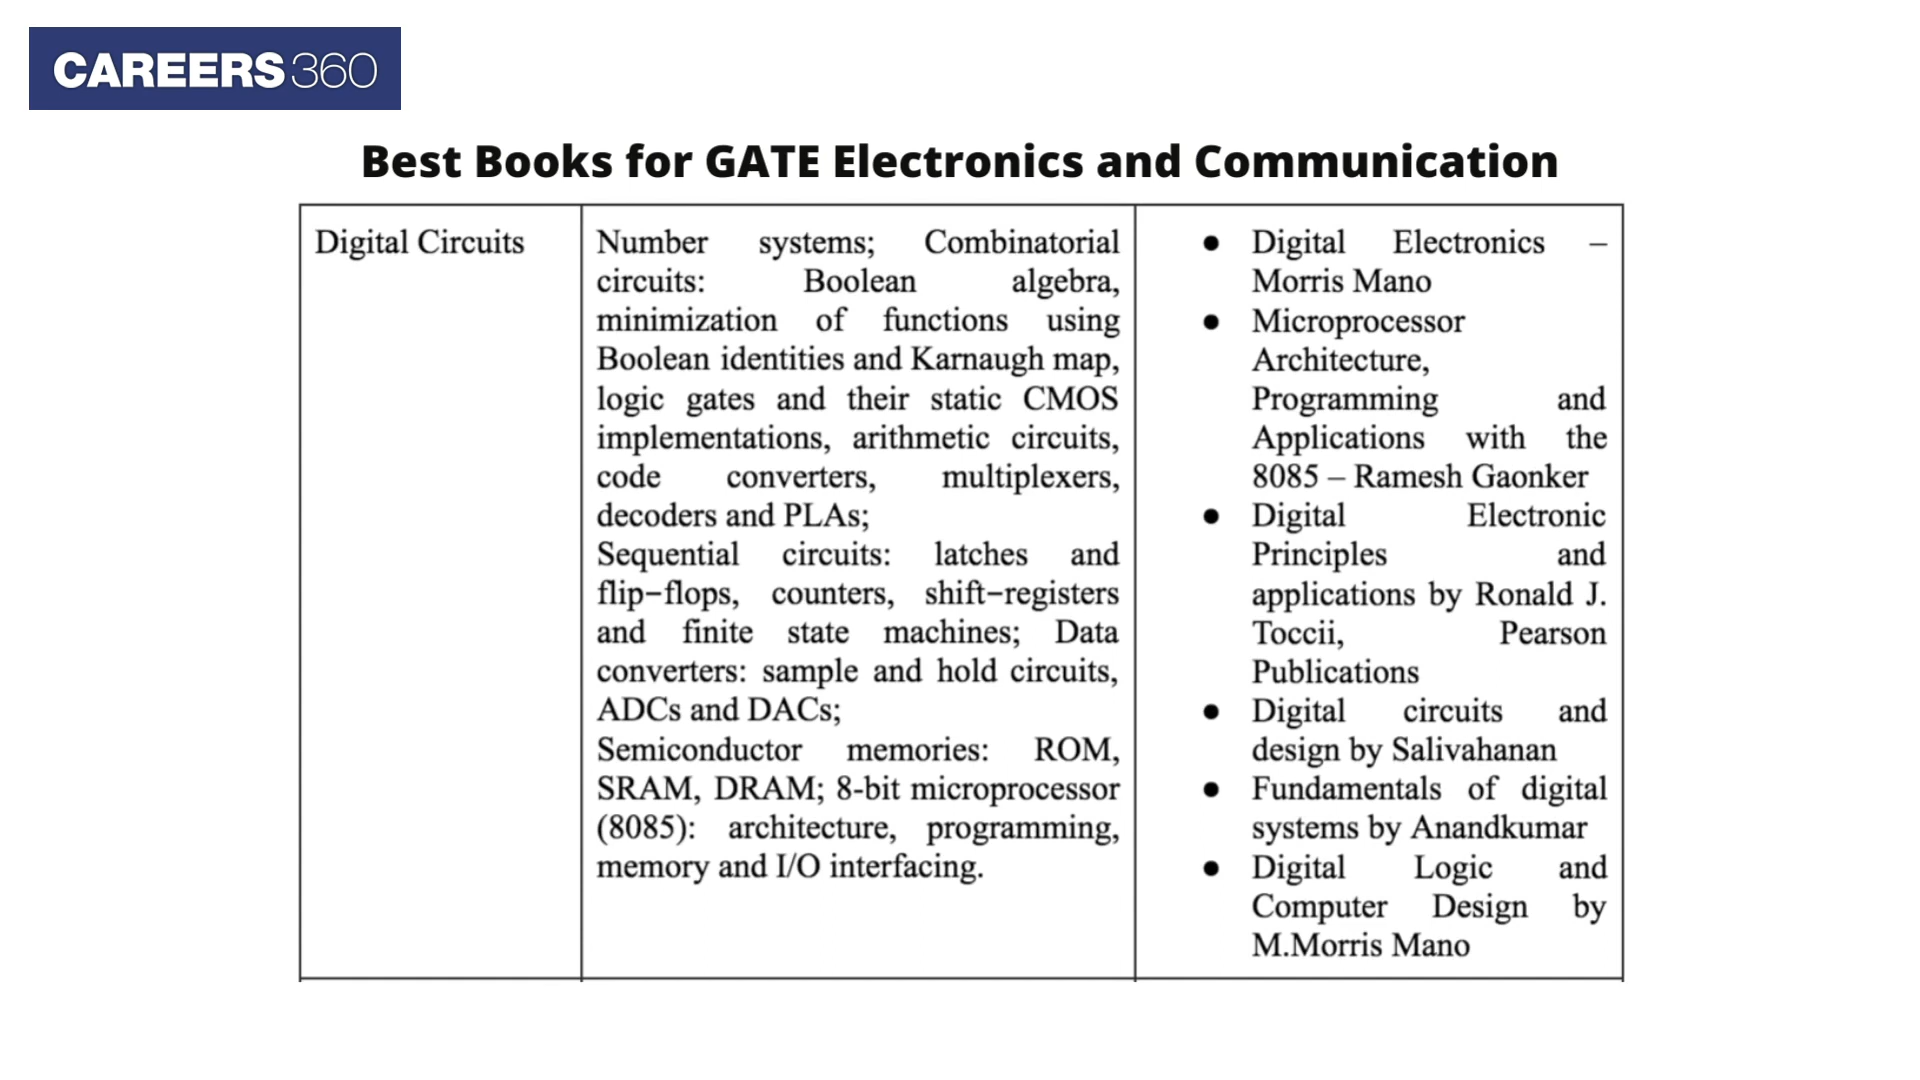 CAREERS360
Best Books for GATE Electronics and Communication
Digital Circuits
Number systems; Combinatorial
circuits: Boolean algebra,
minimization of functions using
Boolean identities and Karnaugh map,
logic gates and their static CMOS
implementations, arithmetic circuits,
code converters, multiplexers,
decoders and PLAs;
Sequential circuits: latches and
flip−flops, counters, shift−registers
and finite state machines; Data
converters: sample and hold circuits,
ADCs and DACs;
Semiconductor memories: ROM,
SRAM, DRAM; 8-bit microprocessor
(8085): architecture, programming,
memory and I/O interfacing.
● Digital Electronics –
Morris Mano
● Microprocessor
Architecture,
Programming and
Applications with the
8085 – Ramesh Gaonker
● Digital Electronic
Principles and
applications by Ronald J.
Toccii, Pearson
Publications
● Digital circuits and
design by Salivahanan
● Fundamentals of digital
systems by Anandkumar
● Digital Logic and
Computer Design by
M.Morris Mano